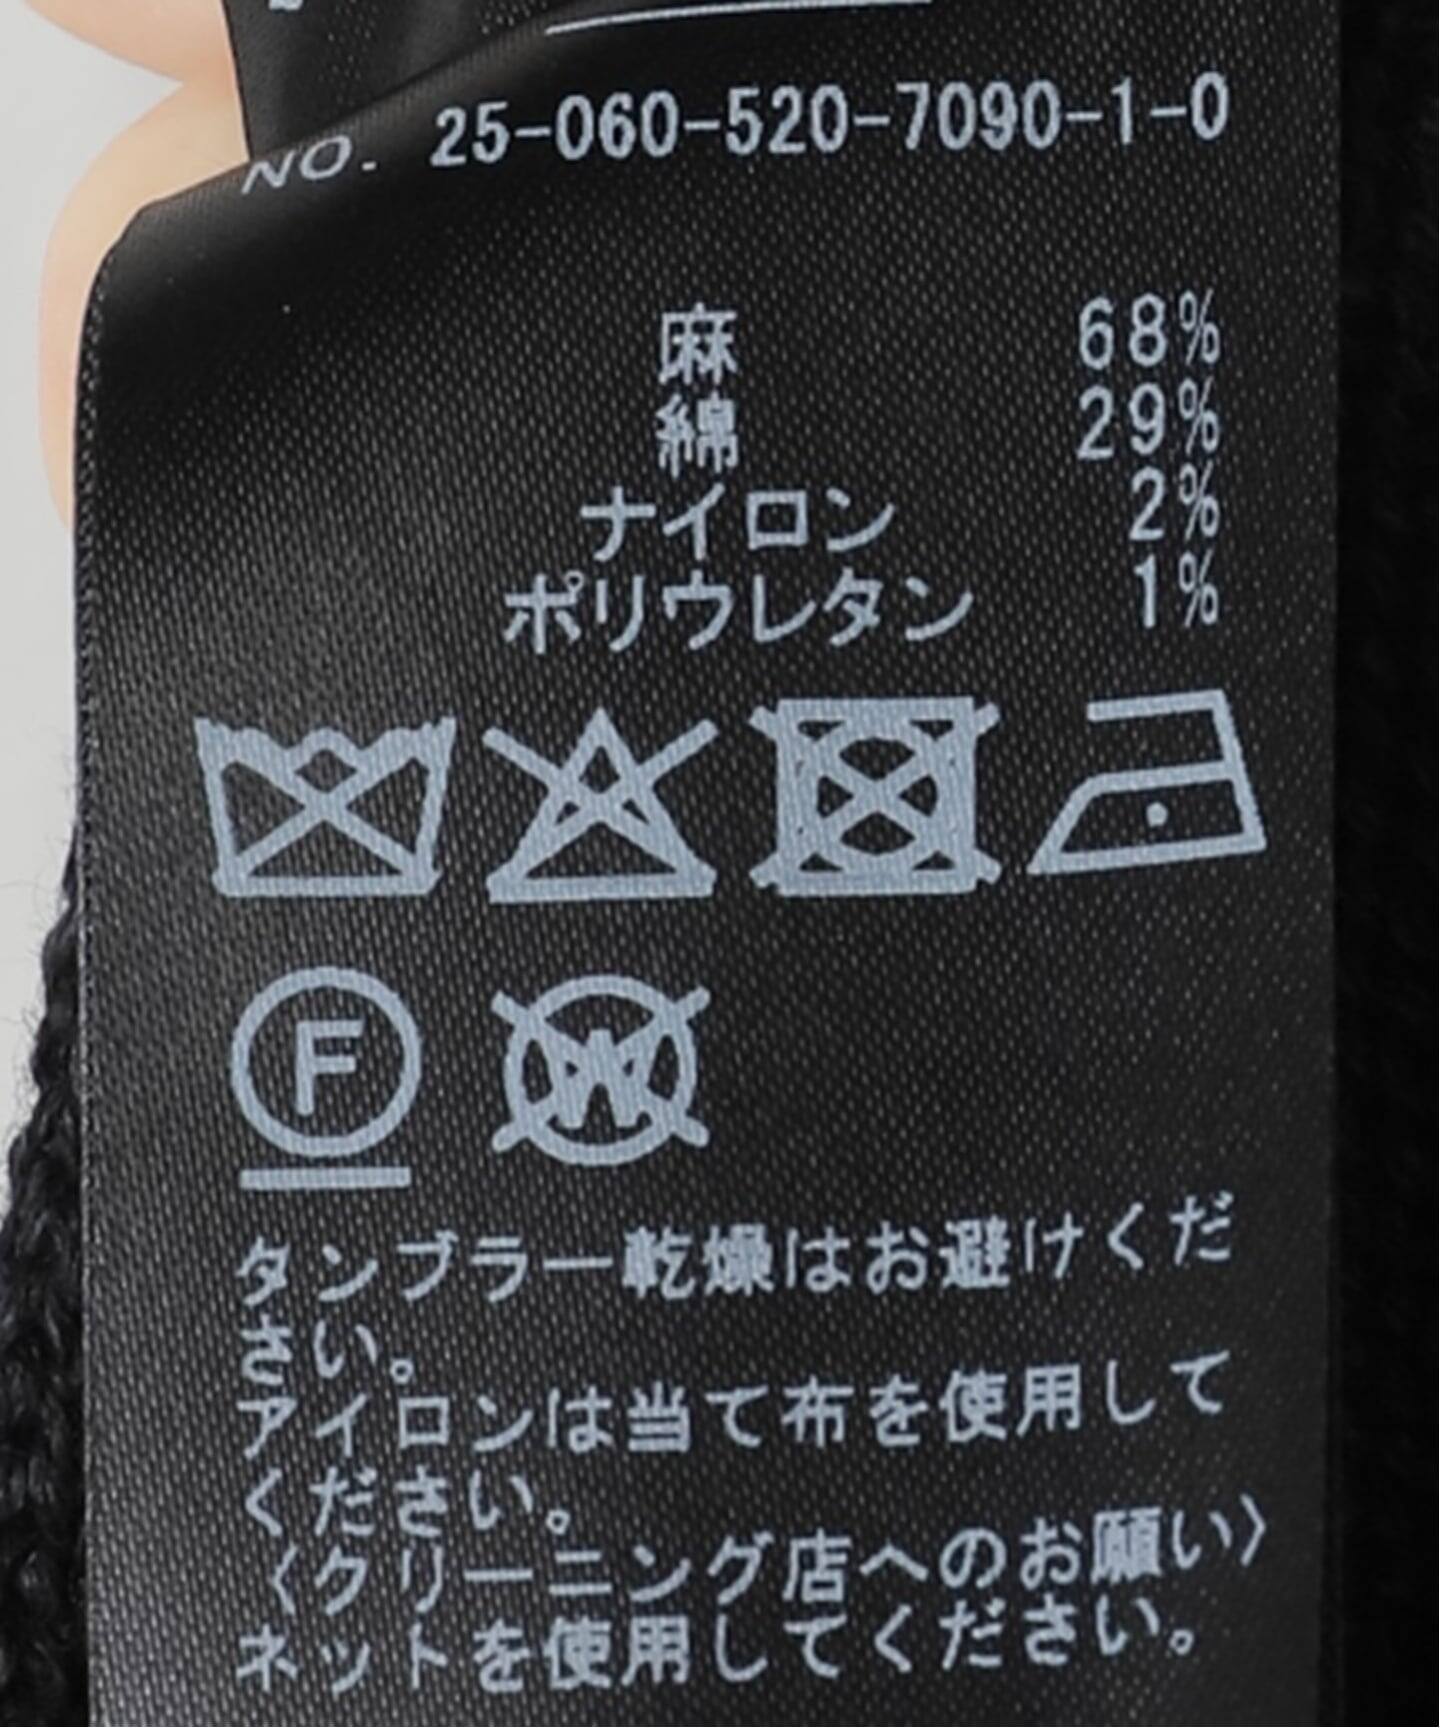 NO. 25-060-520-7090-1-0
麻 68%
綿 29%
ナイロン 2%
ポリウレタン 1%
F
W
タンブラー乾燥はお避けくだ
さい。
アイロンは当て布を使用して
ください。
〈クリーニング店へのお願い〉
ネットを使用してください。